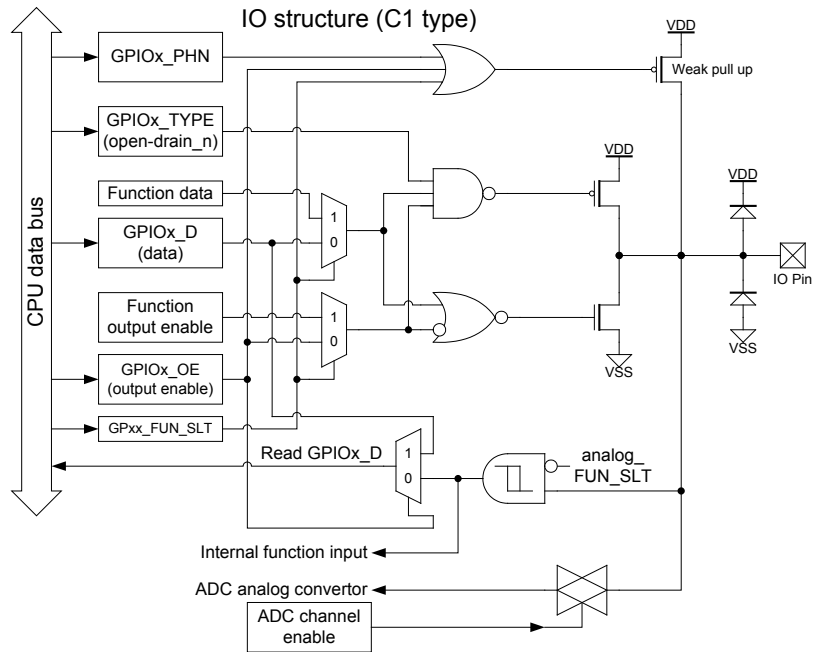 IO structure (C1 type)
CPU data bus
GPIOx_PHN
VDD
Weak pull up
GPIOx_TYPE
(open-drain_n)
VDD
VDD
Function data
1
0
GPIOx_D
(data)
IO Pin
Function
output enable
1
0
VSS
VSS
GPIOx_OE
(output enable)
GPxx_FUN_SLT
Read GPIOx_D
1
0
analog_
FUN_SLT
Internal function input
ADC analog convertor
ADC channel
enable